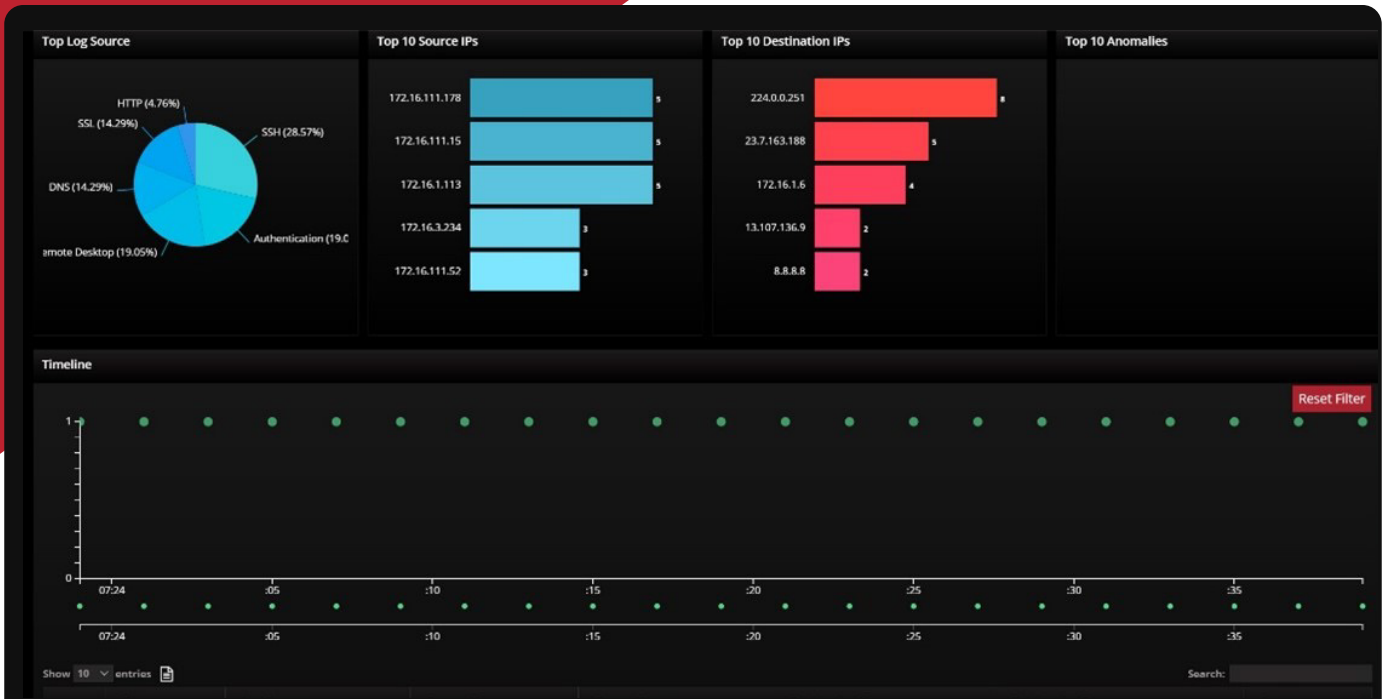 Top Log Source
HTTP (4.76%)
SSL (14.29%)
SSH (28.57%)
DNS (14.29%)
Authentication (19.0
emote Desktop (19.05%)
Top 10 Source IPs
172.16.111.178 5
172.16.111.15 5
172.16.1.113 5
172.16.3.234 3
172.16.111.52 3
Top 10 Destination IPs
224.0.0.251 8
23.7.163.188 5
172.16.1.6 4
13.107.136.9 2
8.8.8.8 2
Top 10 Anomalies
Timeline
Reset Filter
1
0
07:24 :05 :10 :15 :20 :25 :30 :35
07:24 :05 :10 :15 :20 :25 :30 :35
Show 10 entries
Search: